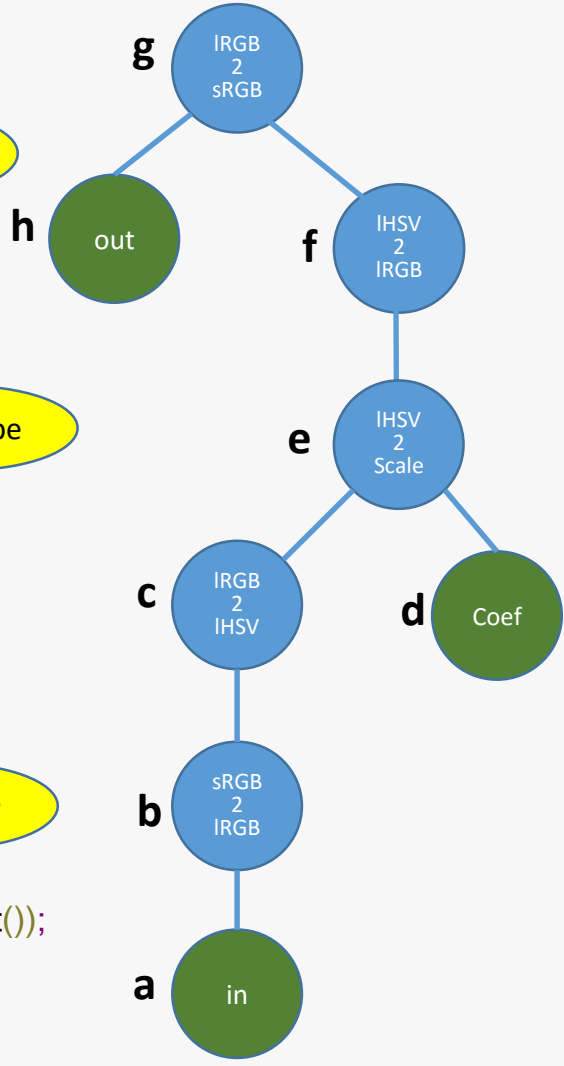 g
lRGB
2
sRGB
h
out
f
lHSV
2
lRGB
e
lHSV
2
Scale
c
lRGB
2
lHSV
d
Coef
b
sRGB
2
lRGB
());
a
in